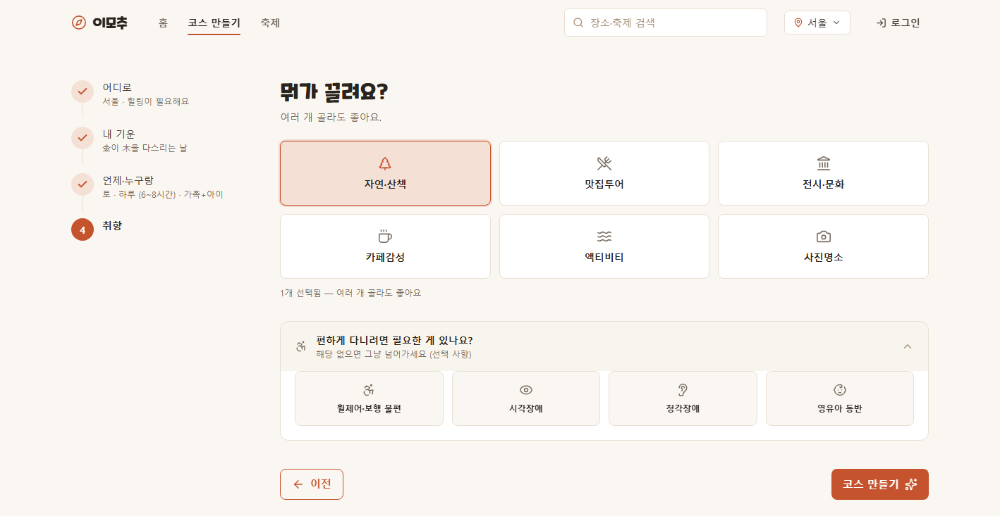 이모추
홈
코스 만들기
축제
장소·축제 검색
서울
로그인
어디로
서울 · 힐링이 필요해요
내 기운
金이 木을 다스리는 날
언제·누구랑
토 · 하루 (6~8시간) · 가족+아이
4
취향
뭐가 끌려요?
여러 개 골라도 좋아요.
자연·산책
맛집투어
전시·문화
카페감성
액티비티
사진명소
1개 선택됨 — 여러 개 골라도 좋아요
편하게 다니려면 필요한 게 있나요?
해당 없으면 그냥 넘어가세요 (선택 사항)
휠체어·보행 불편
시각장애
청각장애
영유아 동반
이전
코스 만들기